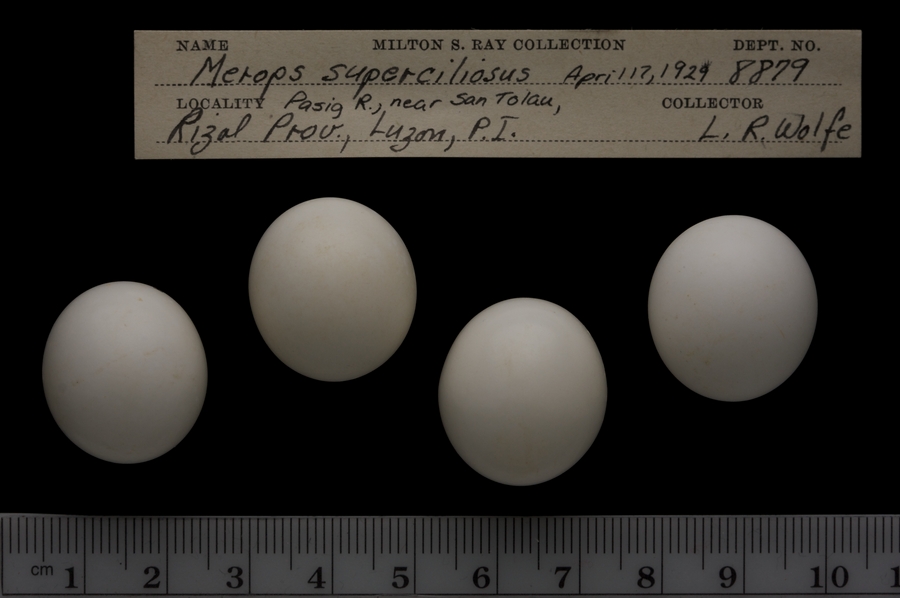 NAME MILTON S. RAY COLLECTION DEPT. NO.
Merops superciliosus April 17, 1929 8879
LOCALITY Pasig R., near San Tolau, COLLECTOR
Rizal Prov., Luzon, P.I. L. R. Wolfe
cm 1 2 3 4 5 6 7 8 9 10 1